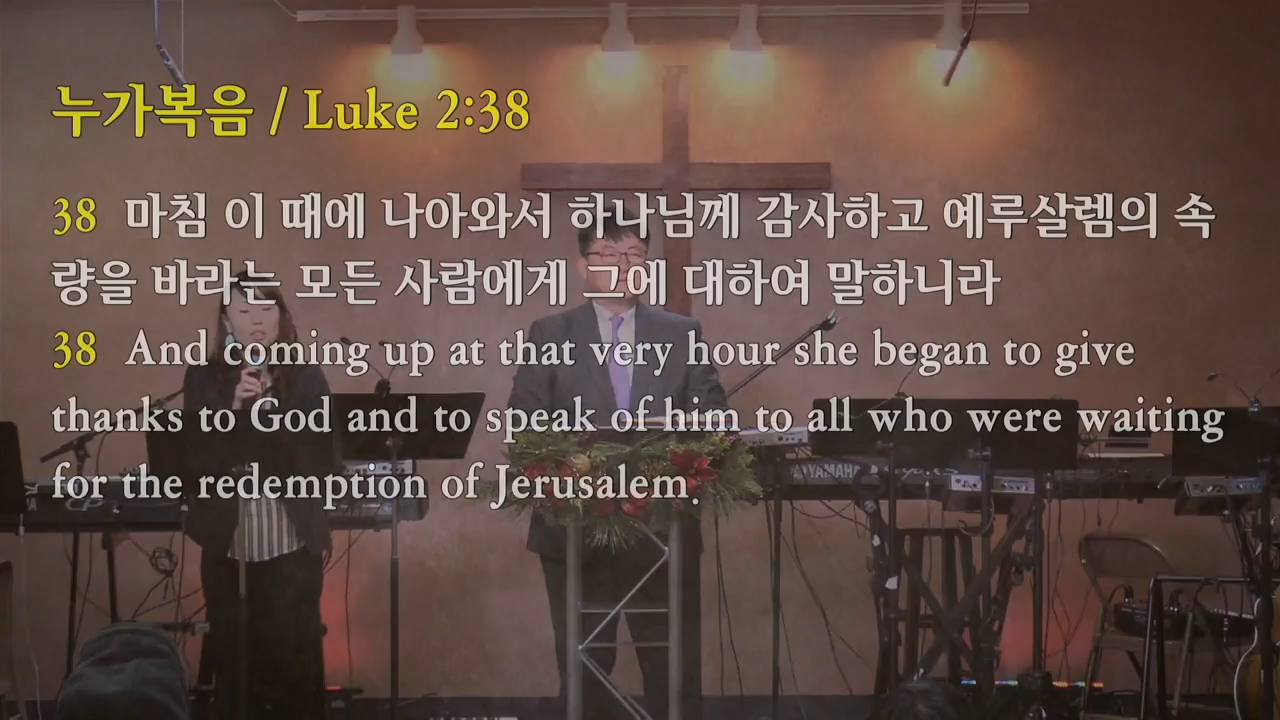 누가복음 / Luke 2:38
38 마침 이 때에 나아와서 하나님께 감사하고 예루살렘의 속
량을 바라는 모든 사람에게 그에 대하여 말하니라
38 And coming up at that very hour she began to give
thanks to God and to speak of him to all who were waiting
for the redemption of Jerusalem.
YAMAHA